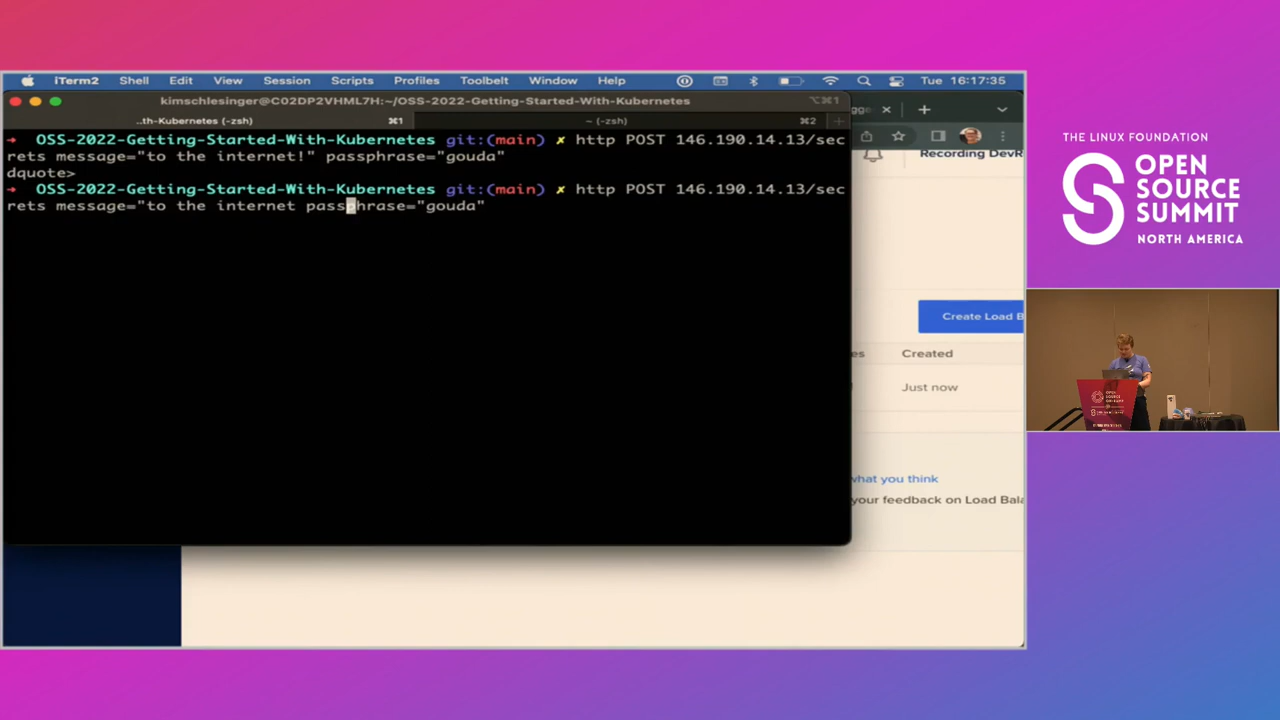 iTerm2 Shell Edit View Session Scripts Profiles Toolbelt Window Help Tue 16:17:35
kimschlesinger@C02DP2VHML7H:~/OSS-2022-Getting-Started-With-Kubernetes ⌥⌘1
..th-Kubernetes (-zsh) ⌘1 ~ (-zsh) ⌘2 +
➜ OSS-2022-Getting-Started-With-Kubernetes git:(main) ✗ http POST 146.190.14.13/sec
rets message="to the internet!" passphrase="gouda"
dquote>
➜ OSS-2022-Getting-Started-With-Kubernetes git:(main) ✗ http POST 146.190.14.13/sec
rets message="to the internet passphrase="gouda"
Recording DevR
Create Load B
es Created
Just now
what you think
your feedback on Load Bala
THE LINUX FOUNDATION
OPEN
SOURCE
SUMMIT
NORTH AMERICA